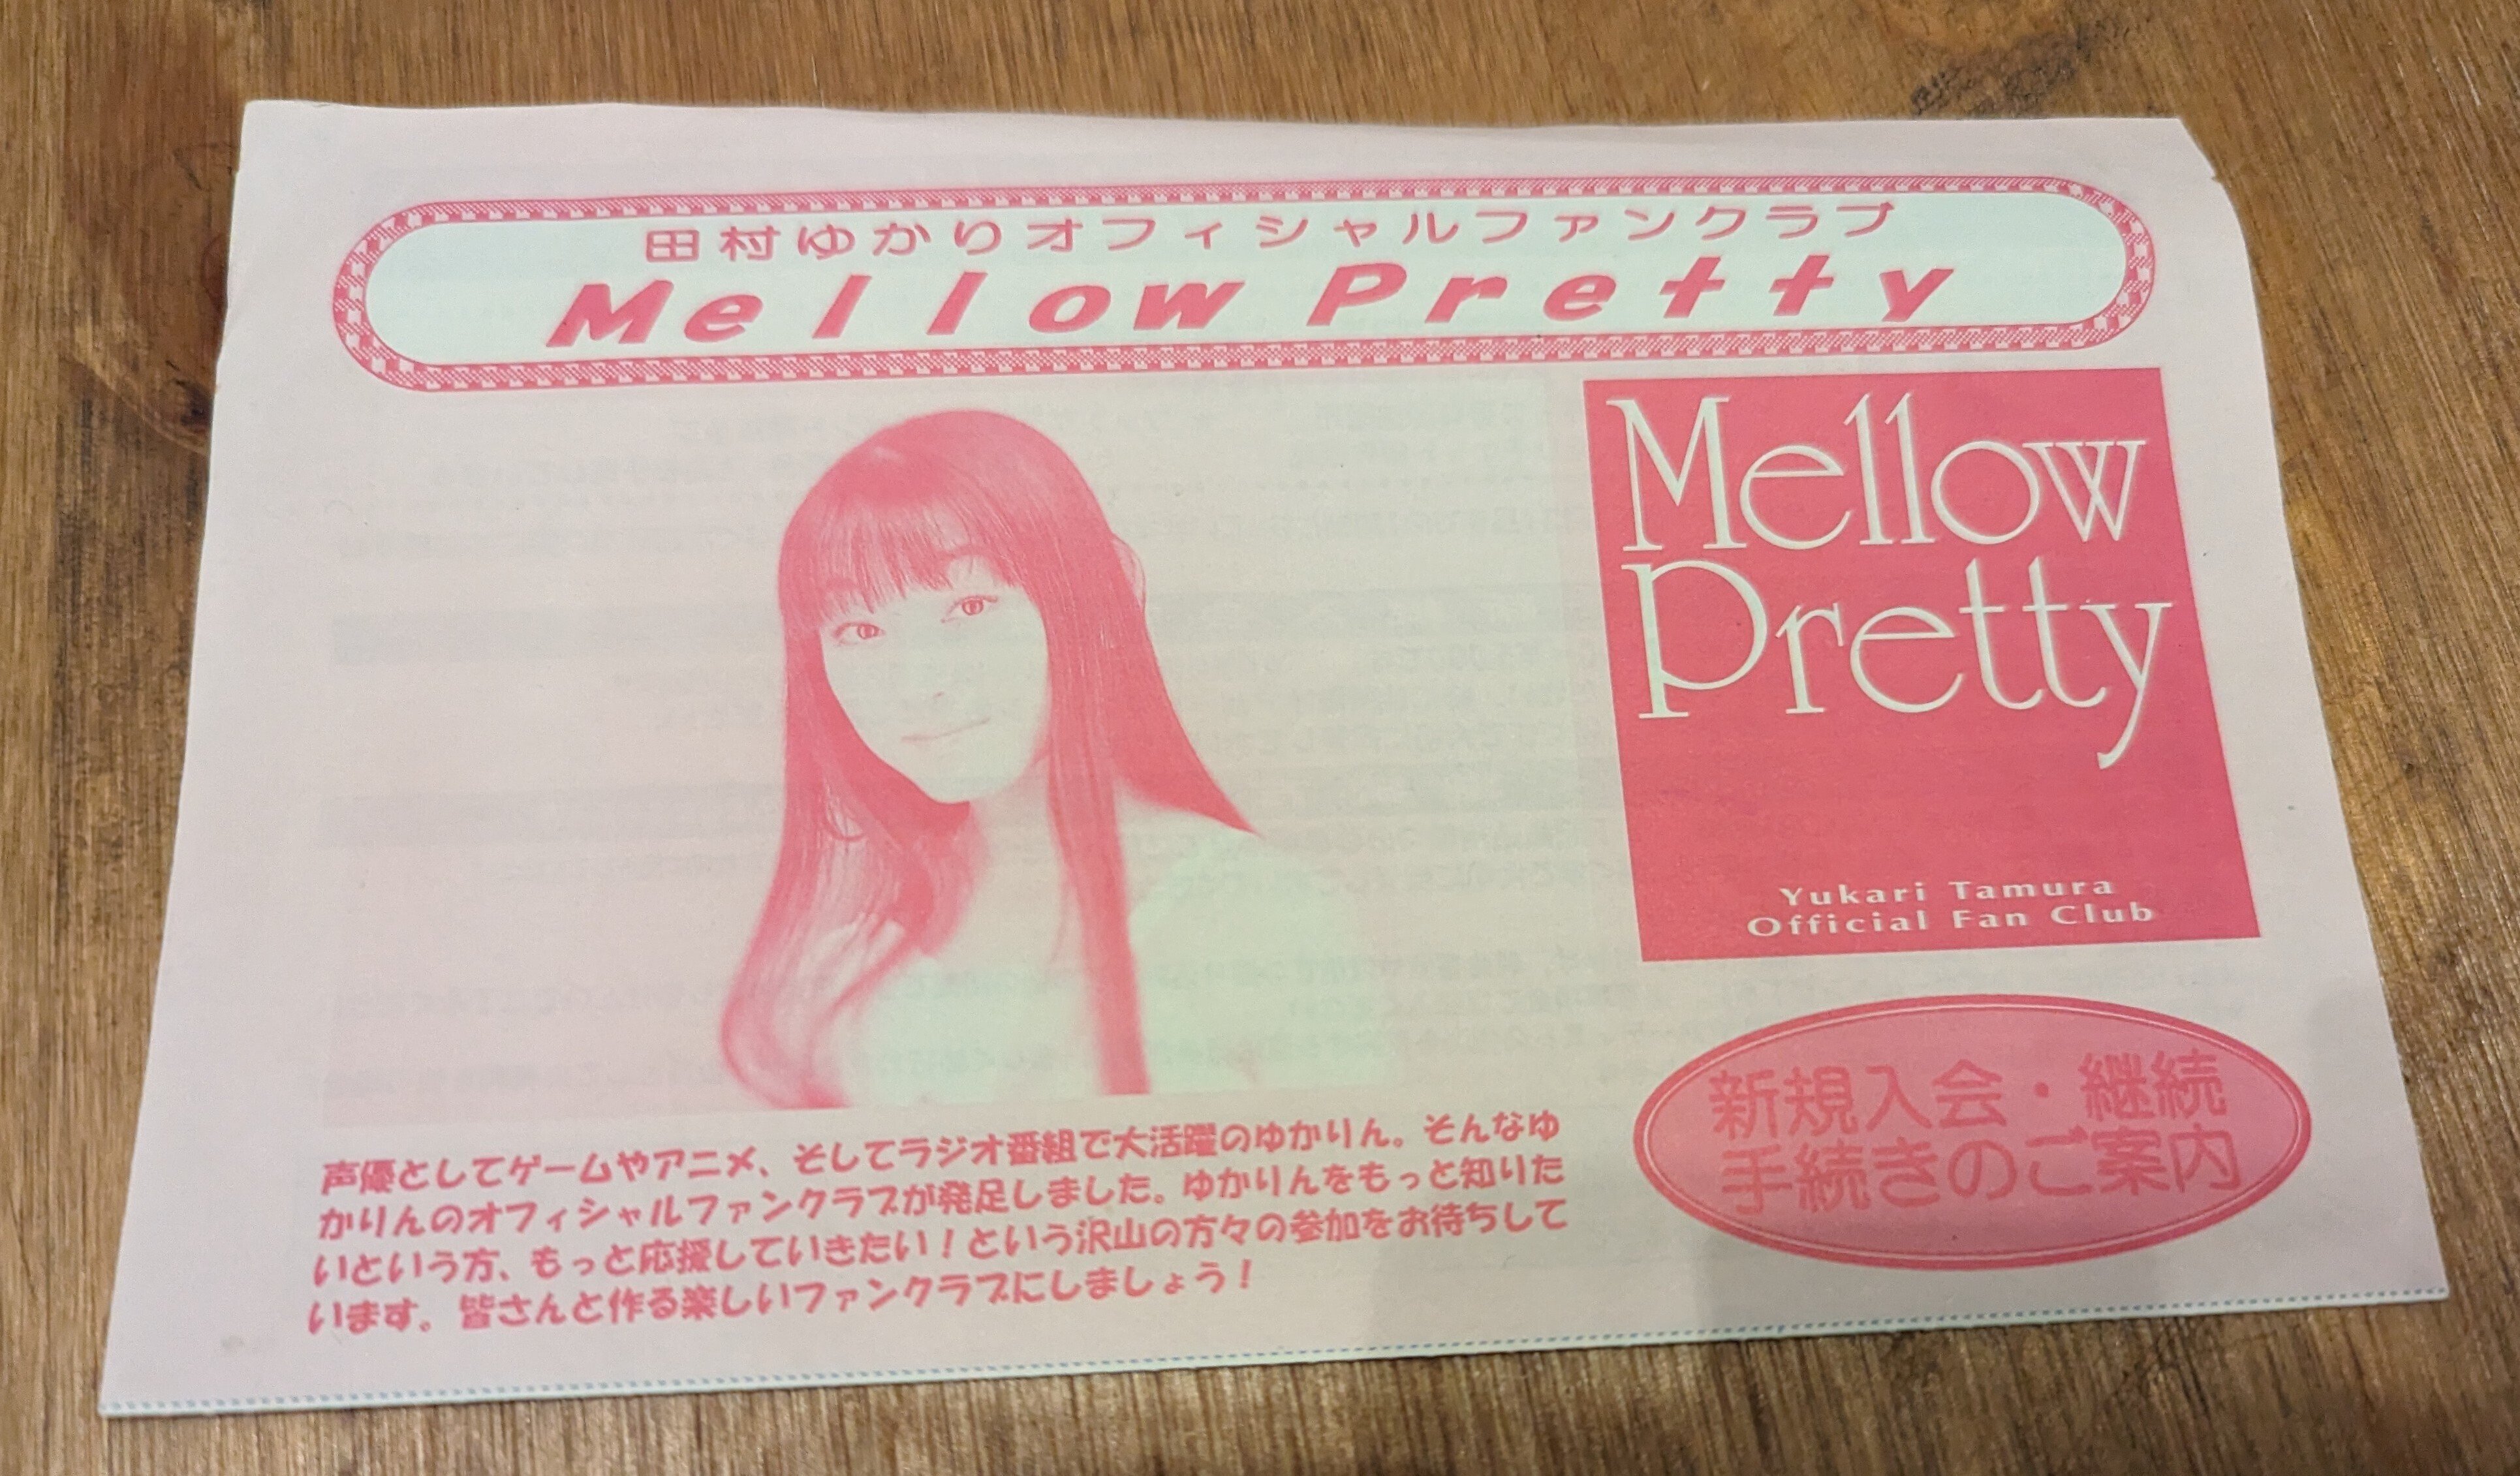 田村ゆかりオフィシャルファンクラブ
Mellow Pretty
Mellow
Pretty
Yukari Tamura
Official Fan Club
声優としてゲームやアニメ、そしてラジオ番組で大活躍のゆかりん。そんなゆ
かりんのオフィシャルファンクラブが発足しました。ゆかりんをもっと知りた
いという方、もっと応援していきたい！という沢山の方々の参加をお待ちして
います。皆さんと作る楽しいファンクラブにしましょう！
新規入会・継続
手続きのご案内